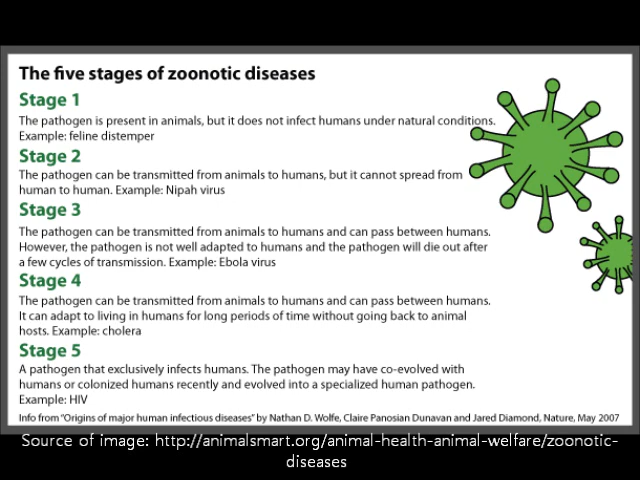 The five stages of zoonotic diseases
Stage 1
The pathogen is present in animals, but it does not infect humans under natural conditions.
Example: feline distemper
Stage 2
The pathogen can be transmitted from animals to humans, but it cannot spread from
human to human. Example: Nipah virus
Stage 3
The pathogen can be transmitted from animals to humans and can pass between humans.
However, the pathogen is not well adapted to humans and the pathogen will die out after
a few cycles of transmission. Example: Ebola virus
Stage 4
The pathogen can be transmitted from animals to humans and can pass between humans.
It can adapt to living in humans for long periods of time without going back to animal
hosts. Example: cholera
Stage 5
A pathogen that exclusively infects humans. The pathogen may have co-evolved with
humans or colonized humans recently and evolved into a specialized human pathogen.
Example: HIV
Info from "Origins of major human infectious diseases" by Nathan D. Wolfe, Claire Panosian Dunavan and Jared Diamond, Nature, May 2007
Source of image: http://animalsmart.org/animal-health-animal-welfare/zoonotic-
diseases